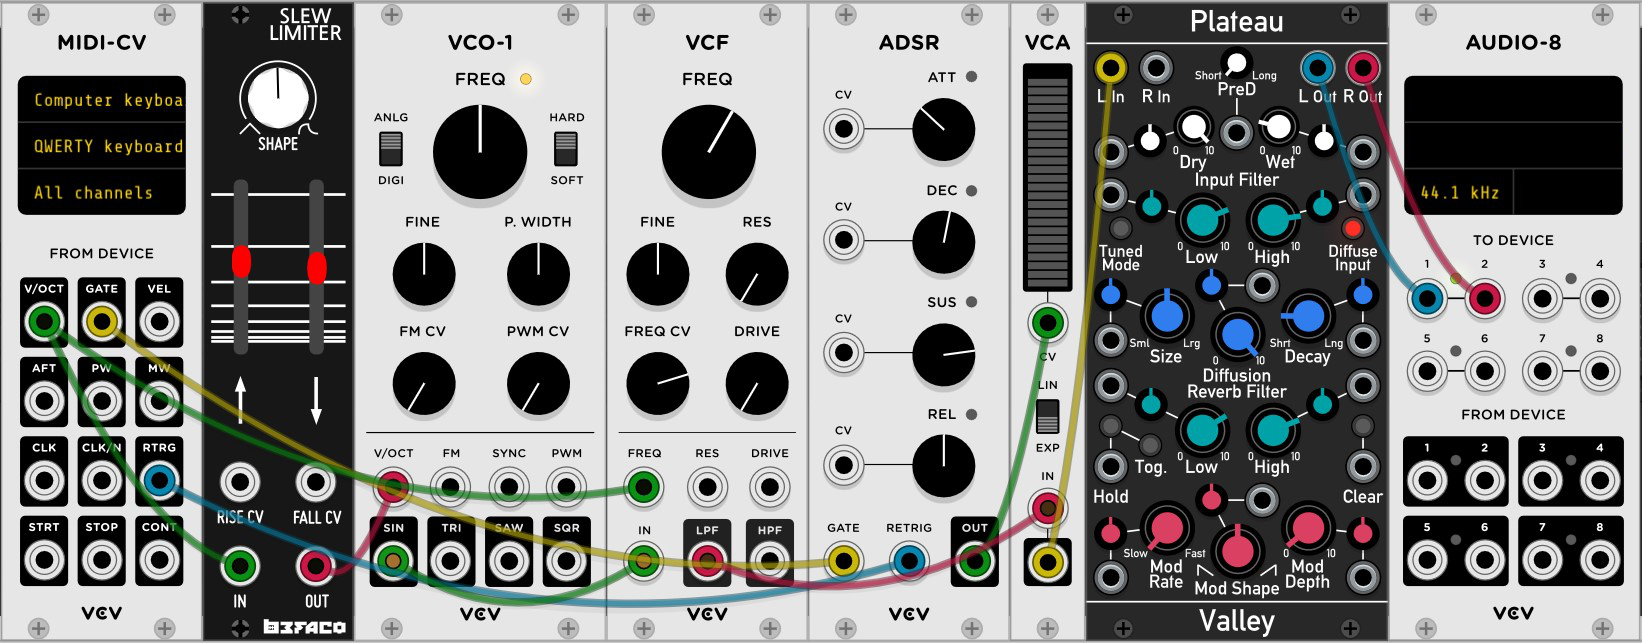 MIDI-CV
Computer keyboa
QWERTY keyboard
All channels
FROM DEVICE
V/OCT GATE VEL
AFT PW MW
CLK CLK/N RTRG
STRT STOP CONT
VCV
SLEW
LIMITER
SHAPE
RISE CV FALL CV
IN OUT
BEFACO
VCO-1
FREQ
ANLG HARD
DIGI SOFT
FINE P. WIDTH
FM CV PWM CV
V/OCT FM SYNC PWM
SIN TRI SAW SQR
VCV
VCF
FREQ
FINE RES
FREQ CV DRIVE
FREQ RES DRIVE
IN LPF HPF
VCV
ADSR
ATT
CV
DEC
CV
SUS
CV
REL
CV
GATE RETRIG OUT
VCV
VCA
CV
LIN
EXP
IN
Plateau
Short Long
L In R In PreD L Out R Out
0 10 0 10
Dry Wet
Input Filter
0 10 0 10
Low High
Tuned
Mode
Diffuse
Input
Sml Lrg Shrt Lng
Size Decay
0 10
Diffusion
Reverb Filter
0 10 0 10
Tog. Low High
Hold Clear
Slow Fast 0 10
Mod
Rate
Mod Shape
Mod
Depth
Valley
AUDIO-8
44.1 kHz
TO DEVICE
1 2 3 4
5 6 7 8
FROM DEVICE
1 2 3 4
5 6 7 8
VCV